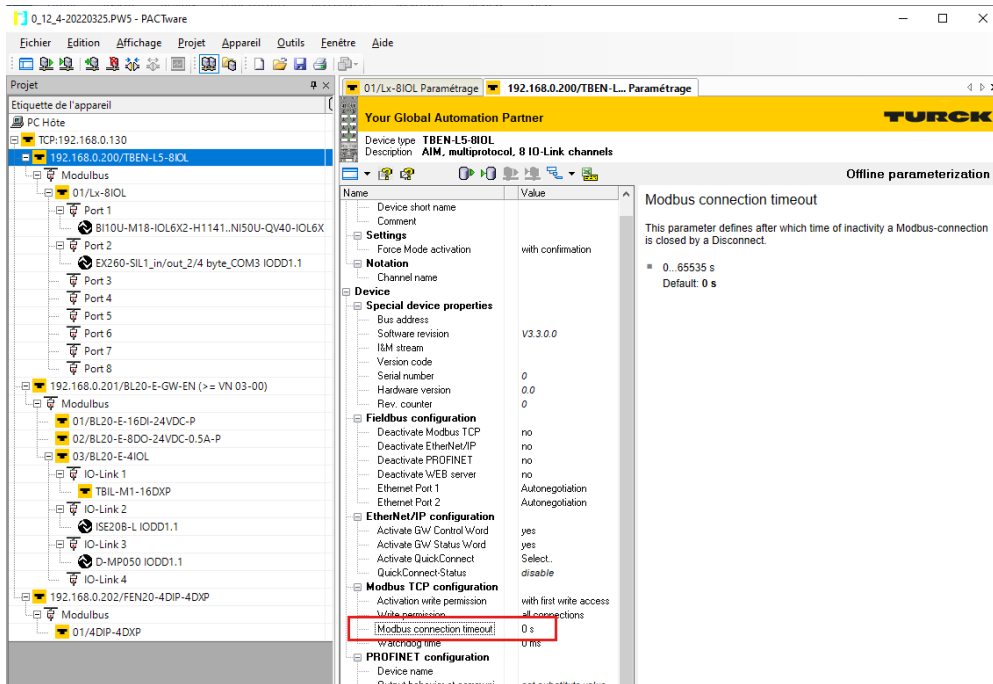 0_12_4-20220325.PW5 - PACTware
Fichier Edition Affichage Projet Appareil Outils Fenêtre Aide
Projet
Etiquette de l'appareil
PC Hôte
TCP:192.168.0.130
192.168.0.200/TBEN-L5-8IOL
Modulbus
01/Lx-8IOL
Port 1
BI10U-M18-IOL6X2-H1141..NI50U-QV40-IOL6X
Port 2
EX260-SIL1_in/out_2/4 byte_COM3 IODD1.1
Port 3
Port 4
Port 5
Port 6
Port 7
Port 8
192.168.0.201/BL20-E-GW-EN (>= VN 03-00)
Modulbus
01/BL20-E-16DI-24VDC-P
02/BL20-E-8DO-24VDC-0.5A-P
03/BL20-E-4IOL
IO-Link 1
TBIL-M1-16DXP
IO-Link 2
ISE20B-L IODD1.1
IO-Link 3
D-MP050 IODD1.1
IO-Link 4
192.168.0.202/FEN20-4DIP-4DXP
Modulbus
01/4DIP-4DXP
01/Lx-8IOL Paramétrage 192.168.0.200/TBEN-L... Paramétrage
Your Global Automation Partner
TURCK
Device type TBEN-L5-8IOL
Description AIM, multiprotocol, 8 IO-Link channels
Offline parameterization
Name Value
Device short name
Comment
Settings
Force Mode activation with confirmation
Notation
Channel name
Device
Special device properties
Bus address
Software revision V3.3.0.0
I&M stream
Version code
Serial number 0
Hardware version 0.0
Rev. counter 0
Fieldbus configuration
Deactivate Modbus TCP no
Deactivate EtherNet/IP no
Deactivate PROFINET no
Deactivate WEB server no
Ethernet Port 1 Autonegotiation
Ethernet Port 2 Autonegotiation
EtherNet/IP configuration
Activate GW Control Word yes
Activate GW Status Word yes
Activate QuickConnect Select..
QuickConnect-Status disable
Modbus TCP configuration
Activation write permission with first write access
Write permission all connections
Modbus connection timeout 0 s
Watchdog time 0 ms
PROFINET configuration
Device name
Modbus connection timeout
This parameter defines after which time of inactivity a Modbus-connection
is closed by a Disconnect.
0...65535 s
Default: 0 s